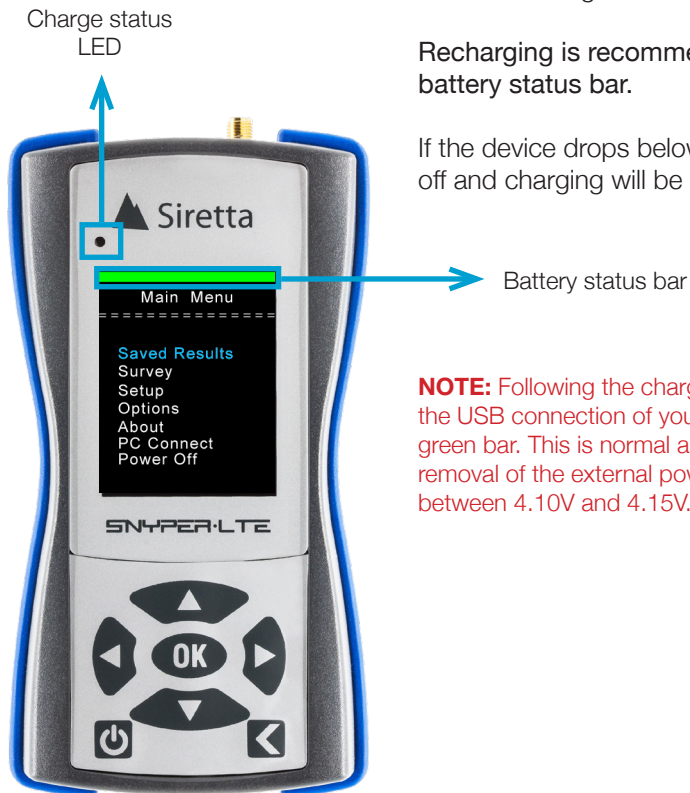 Charge status
LED
Recharging is recomme
battery status bar.
If the device drops below
off and charging will be
Siretta
Battery status bar
Main Menu
====================
Saved Results
Survey
Setup
Options
About
PC Connect
Power Off
NOTE: Following the charg
the USB connection of you
green bar. This is normal a
removal of the external pow
between 4.10V and 4.15V.
SNYPER·LTE
OK